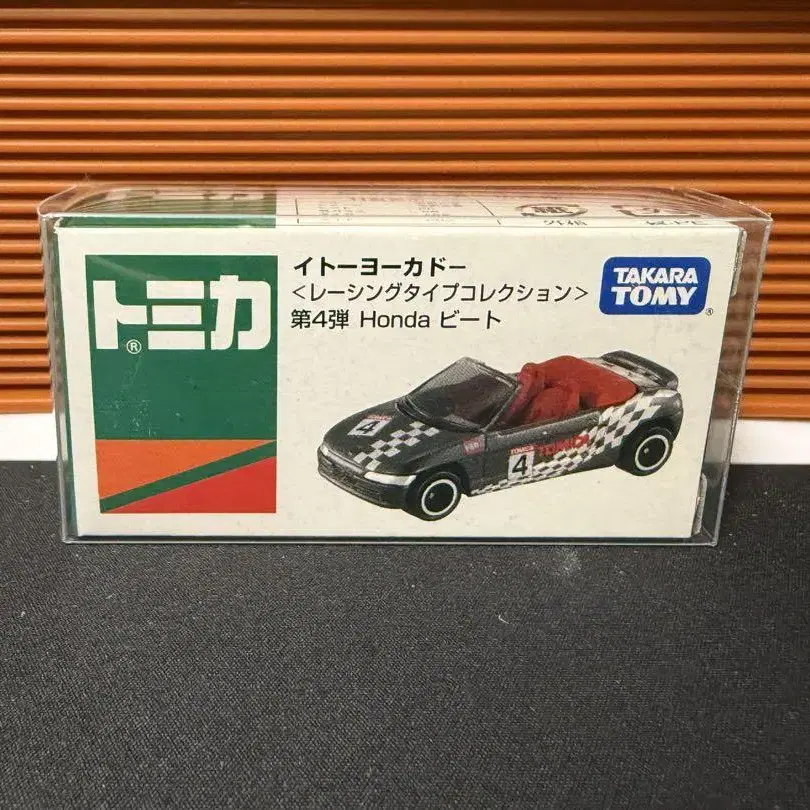 トミカ®
イトーヨーカドー
<レーシングタイプコレクション>
第4弾 Honda ビート
TAKARA
TOMY®
4
TOMICA
4
TOMICA